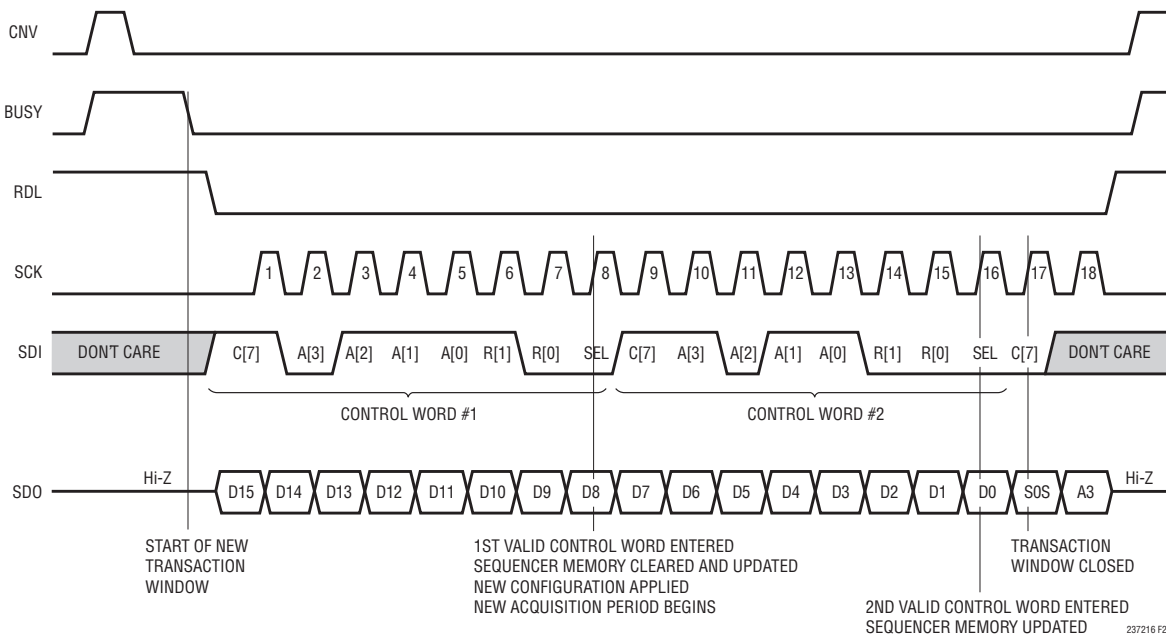 CNV
BUSY
RDL
SCK 1 2 3 4 5 6 7 8 9 10 11 12 13 14 15 16 17 18
SDI DON'T CARE C[7] A[3] A[2] A[1] A[0] R[1] R[0] SEL C[7] A[3] A[2] A[1] A[0] R[1] R[0] SEL C[7] DON'T CARE
CONTROL WORD #1 CONTROL WORD #2
SDO Hi-Z D15 D14 D13 D12 D11 D10 D9 D8 D7 D6 D5 D4 D3 D2 D1 D0 S0S A3 Hi-Z
START OF NEW
TRANSACTION
WINDOW
1ST VALID CONTROL WORD ENTERED
SEQUENCER MEMORY CLEARED AND UPDATED
NEW CONFIGURATION APPLIED
NEW ACQUISITION PERIOD BEGINS
TRANSACTION
WINDOW CLOSED
2ND VALID CONTROL WORD ENTERED
SEQUENCER MEMORY UPDATED
237216 F2